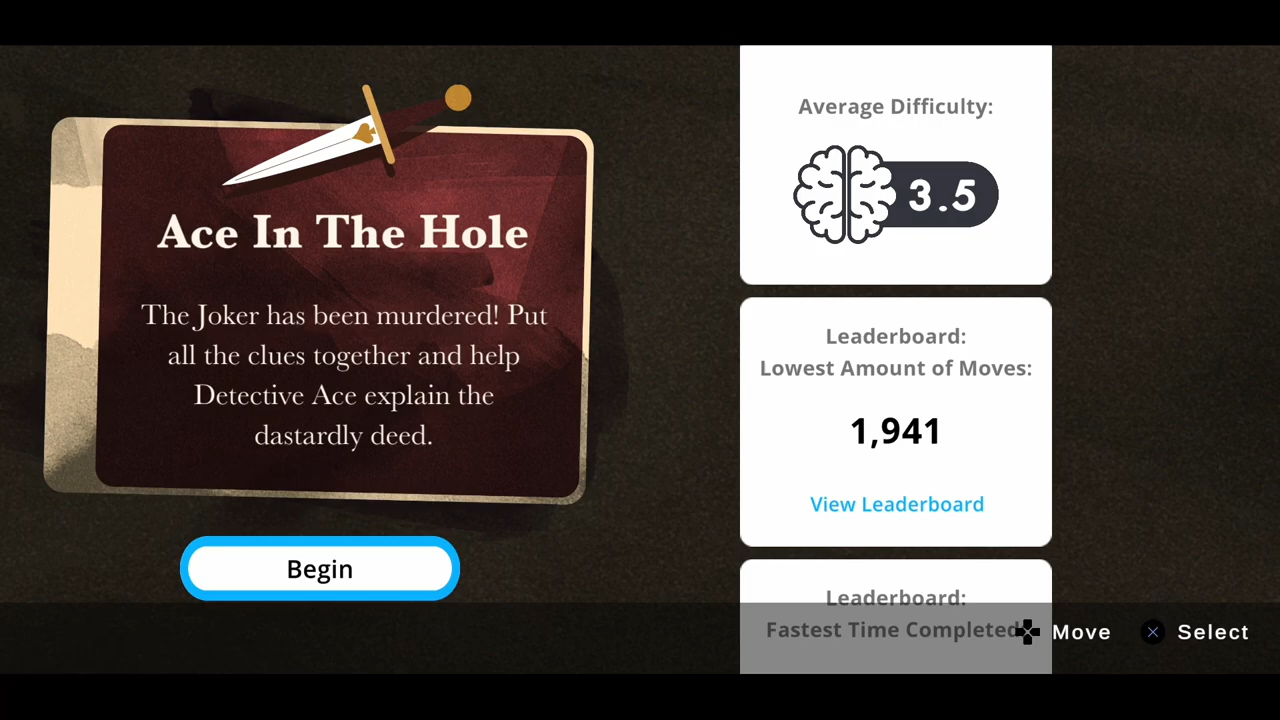 Ace In The Hole
The Joker has been murdered! Put
all the clues together and help
Detective Ace explain the
dastardly deed.
Begin
Average Difficulty:
3.5
Leaderboard:
Lowest Amount of Moves:
1,941
View Leaderboard
Leaderboard:
Fastest Time Completed
Move
Select